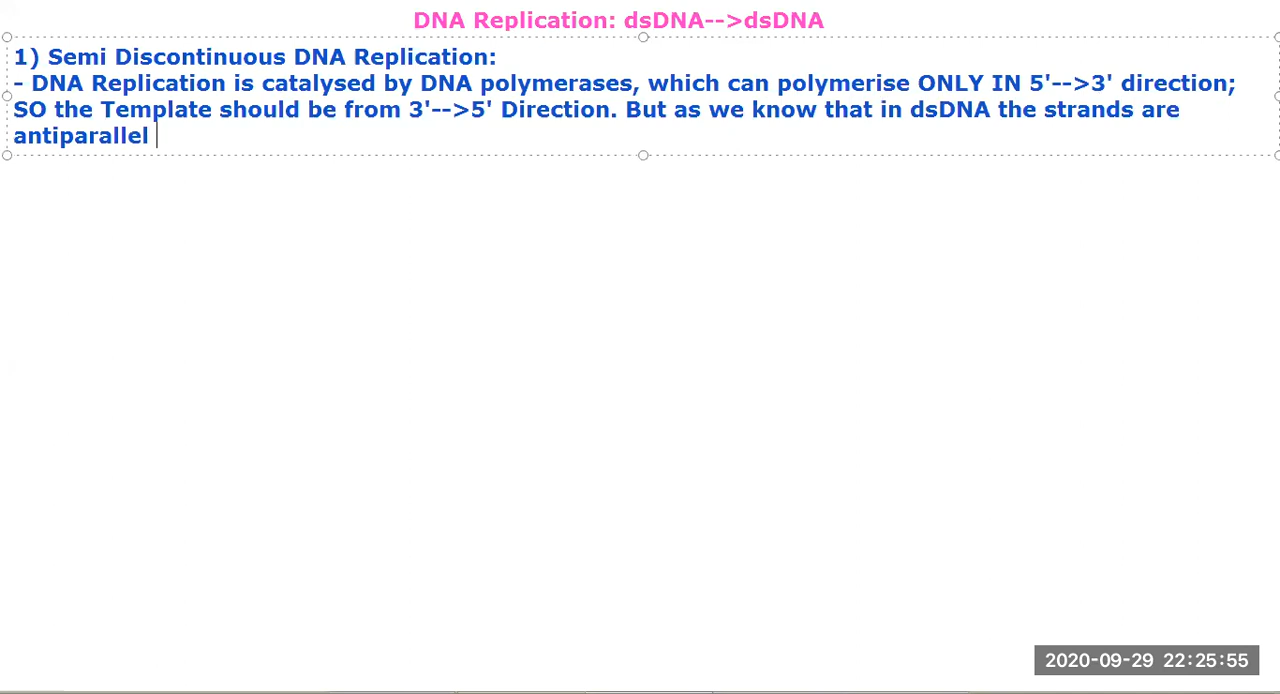 DNA Replication: dsDNA-->dsDNA
1) Semi Discontinuous DNA Replication:
- DNA Replication is catalysed by DNA polymerases, which can polymerise ONLY IN 5'-->3' direction;
SO the Template should be from 3'-->5' Direction. But as we know that in dsDNA the strands are
antiparallel
2020-09-29 22:25:55